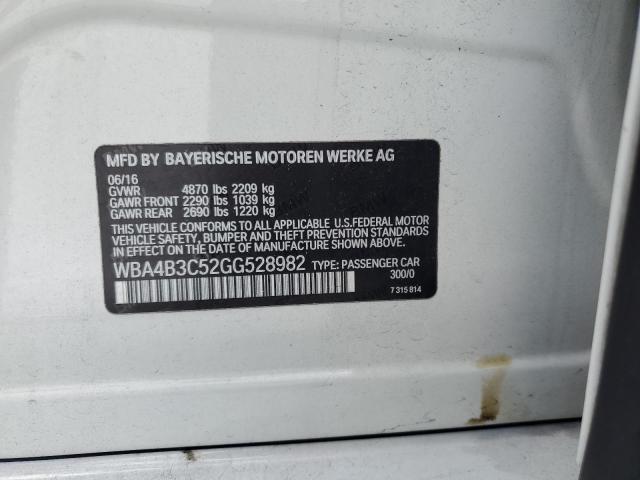 MFD BY BAYERISCHE MOTOREN WERKE AG
06/16
GVWR 4870 lbs 2209 kg
GAWR FRONT 2290 lbs 1039 kg
GAWR REAR 2690 lbs 1220 kg
THIS VEHICLE CONFORMS TO ALL APPLICABLE U.S.FEDERAL MOTOR
VEHICLE SAFETY, BUMPER, AND THEFT PREVENTION STANDARDS
IN EFFECT ON THE DATE OF MANUFACTURE SHOWN ABOVE.
WBA4B3C52GG528982 TYPE: PASSENGER CAR
300/0
7 315 814